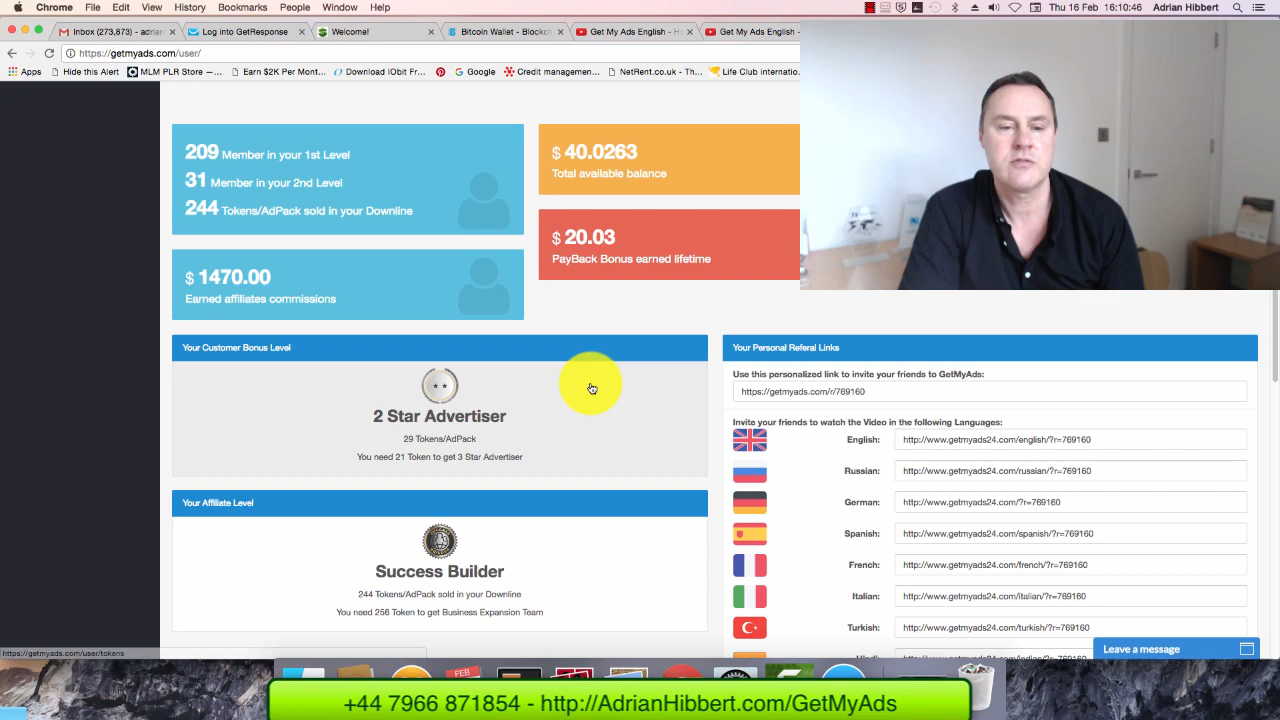 Chrome File Edit View History Bookmarks People Window Help Thu 16 Feb 16:10:46 Adrian Hibbert
Inbox (273,873) - adrian Log into GetResponse Welcome! Bitcoin Wallet - Blockch Get My Ads English - H Get My Ads English -
https://getmyads.com/user/
Apps Hide this Alert MLM PLR Store —... Earn $2K Per Mont... Download IObit Fr... Google Credit managemen... NetRent.co.uk - Th... Life Club internatio...
209 Member in your 1st Level
31 Member in your 2nd Level
244 Tokens/AdPack sold in your Downline
$ 40.0263
Total available balance
$ 20.03
PayBack Bonus earned lifetime
$ 1470.00
Earned affiliates commissions
Your Customer Bonus Level
2 Star Advertiser
29 Tokens/AdPack
You need 21 Token to get 3 Star Advertiser
Your Affiliate Level
Success Builder
244 Tokens/AdPack sold in your Downline
You need 256 Token to get Business Expansion Team
Your Personal Referal Links
Use this personalized link to invite your friends to GetMyAds:
https://getmyads.com/r/769160
Invite your friends to watch the Video in the following Languages:
English: http://www.getmyads24.com/english/?r=769160
Russian: http://www.getmyads24.com/russian/?r=769160
German: http://www.getmyads24.com/?r=769160
Spanish: http://www.getmyads24.com/spanish/?r=769160
French: http://www.getmyads24.com/french/?r=769160
Italian: http://www.getmyads24.com/italian/?r=769160
Turkish: http://www.getmyads24.com/turkish/?r=769160
Leave a message
https://getmyads.com/user/tokens
FEB
+44 7966 871854 - http://AdrianHibbert.com/GetMyAds